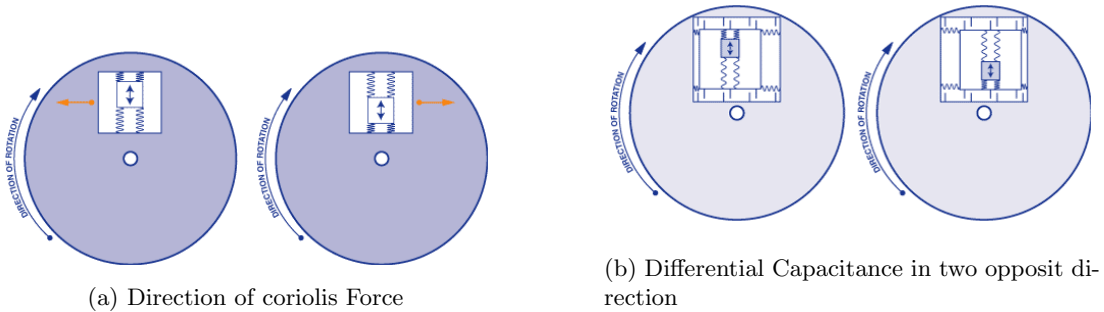 DIRECTION OF ROTATION
DIRECTION OF ROTATION
(a) Direction of coriolis Force
DIRECTION OF ROTATION
DIRECTION OF ROTATION
(b) Differential Capacitance in two opposit di-
rection